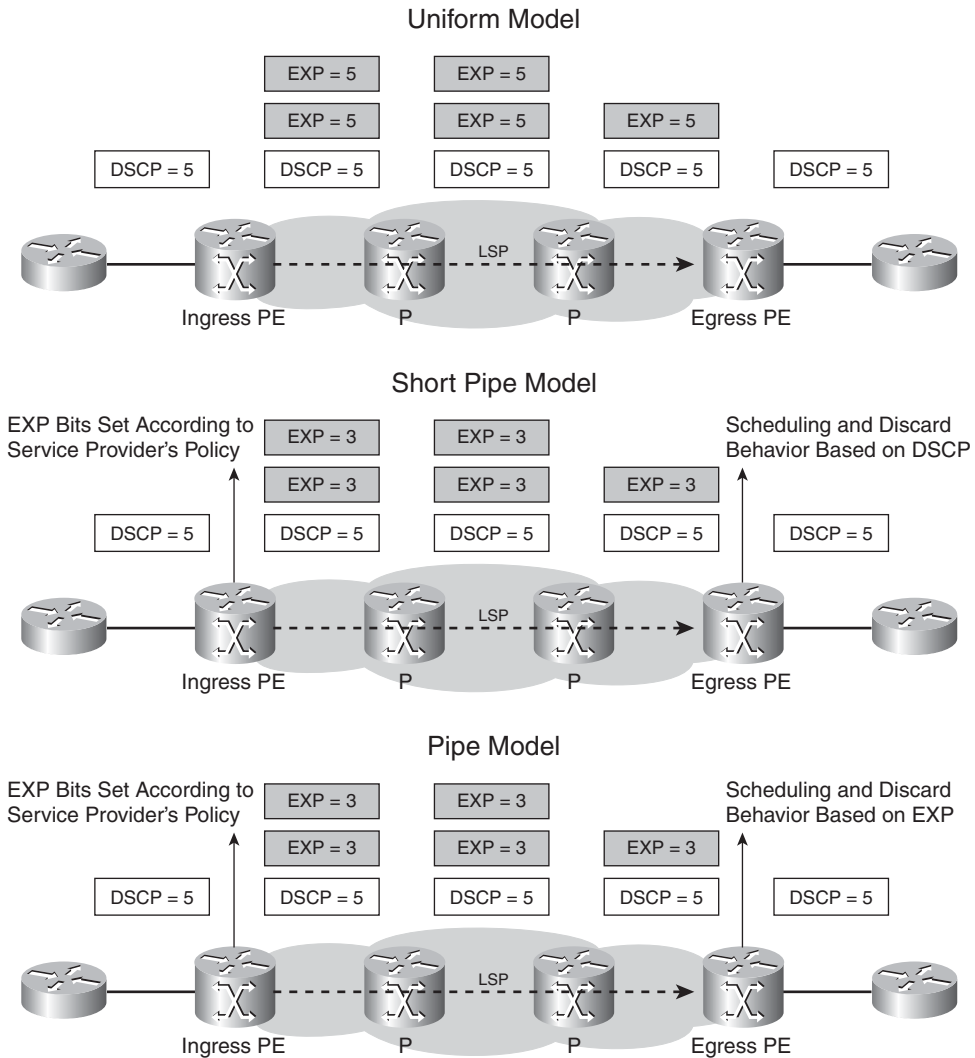 Uniform Model
EXP = 5 EXP = 5
EXP = 5 EXP = 5 EXP = 5
DSCP = 5 DSCP = 5 DSCP = 5 DSCP = 5 DSCP = 5
LSP
Ingress PE P P Egress PE
Short Pipe Model
EXP Bits Set According to
Service Provider's Policy
EXP = 3 EXP = 3
Scheduling and Discard
Behavior Based on DSCP
EXP = 3 EXP = 3 EXP = 3
DSCP = 5 DSCP = 5 DSCP = 5 DSCP = 5 DSCP = 5
LSP
Ingress PE P P Egress PE
Pipe Model
EXP Bits Set According to
Service Provider's Policy
EXP = 3 EXP = 3
Scheduling and Discard
Behavior Based on EXP
EXP = 3 EXP = 3 EXP = 3
DSCP = 5 DSCP = 5 DSCP = 5 DSCP = 5 DSCP = 5
LSP
Ingress PE P P Egress PE